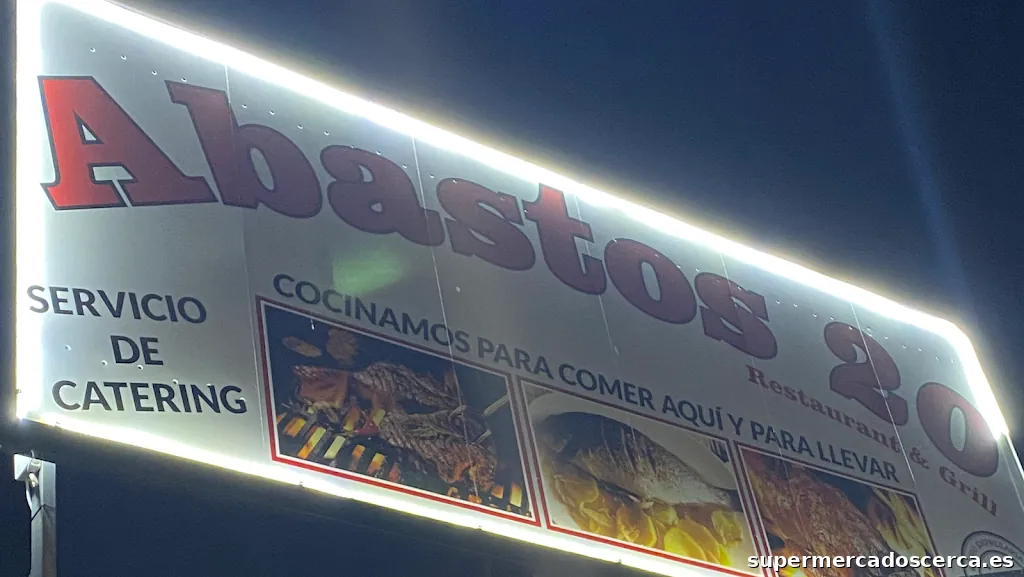 Abastos 20
Restaurant & Grill
SERVICIO
DE
CATERING
COCINAMOS PARA COMER AQUÍ Y PARA LLEVAR
supermercadoscerca.es